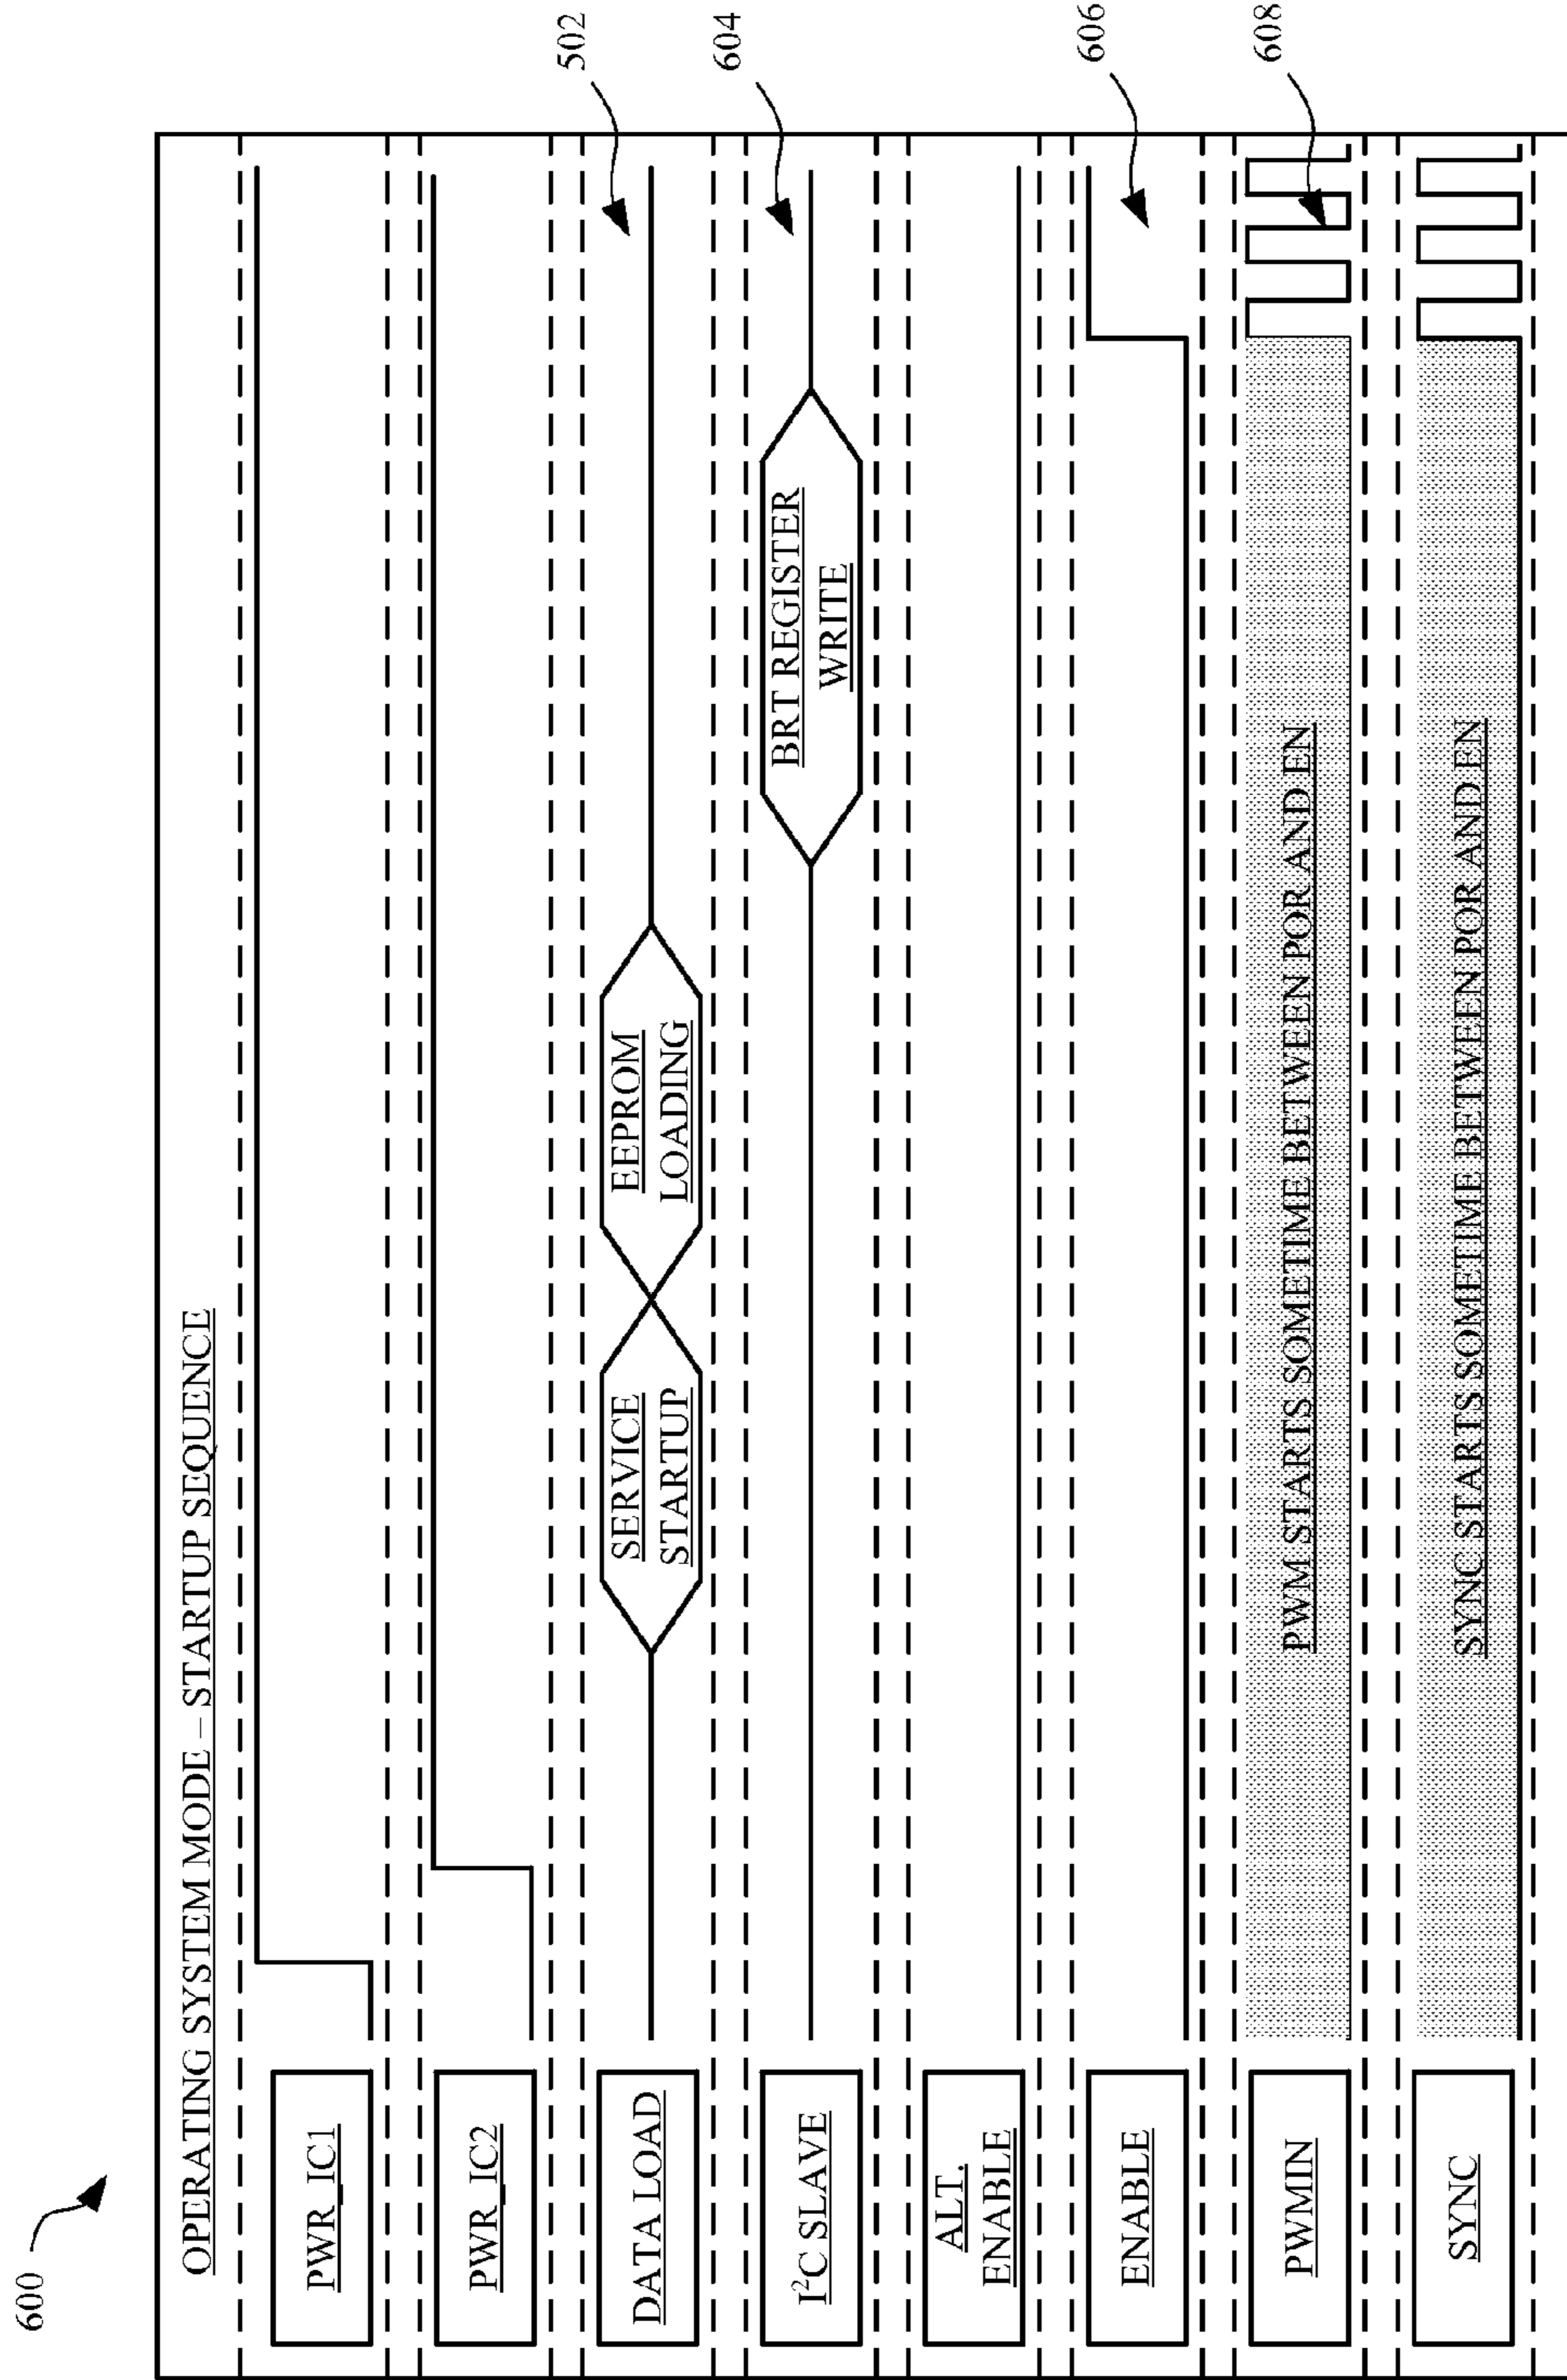 600
OPERATING SYSTEM MODE – STARTUP SEQUENCE
PWR_IC1
PWR_IC2
DATA LOAD
SERVICE
STARTUP
EEPROM
LOADING
502
I²C SLAVE
BRT REGISTER
WRITE
604
ALT.
ENABLE
ENABLE
606
PWMIN
PWM STARTS SOMETIME BETWEEN POR AND EN
608
SYNC
SYNC STARTS SOMETIME BETWEEN POR AND EN